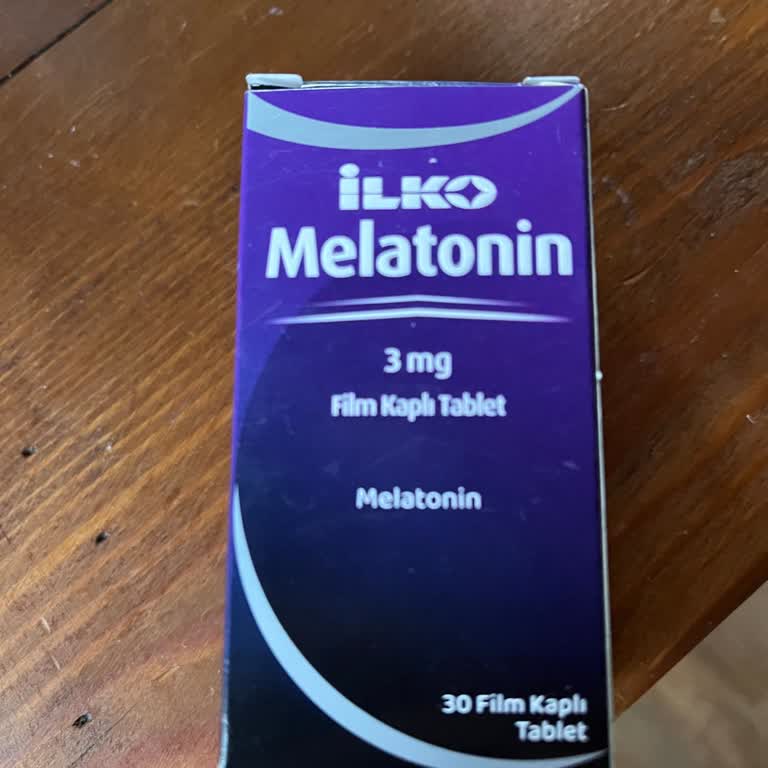 İLKO
Melatonin
3 mg
Film Kaplı Tablet
Melatonin
30 Film Kaplı
Tablet